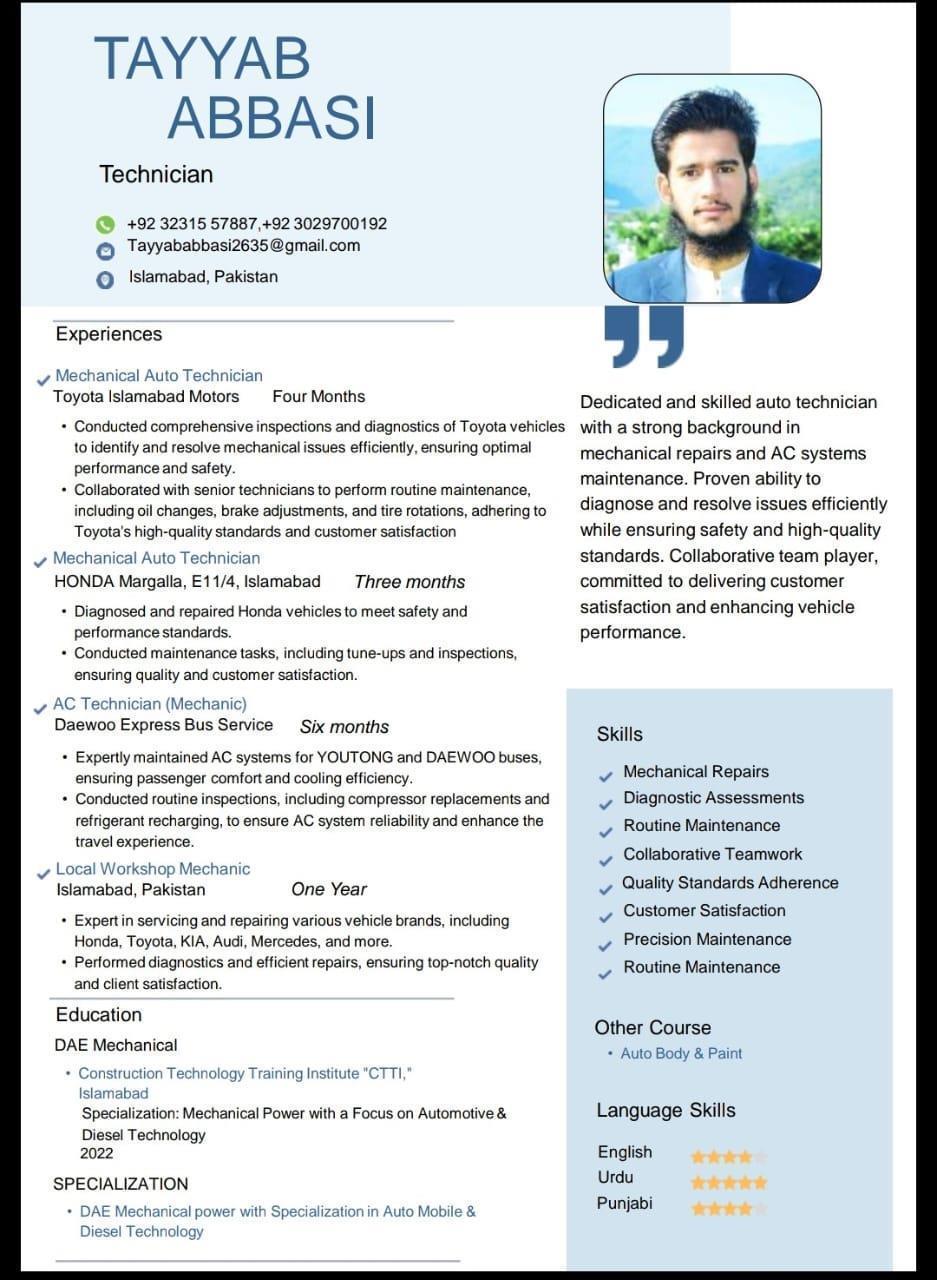 TAYYAB
ABBASI
Technician
+92 32315 57887,+92 3029700192
Tayyababbasi2635@gmail.com
Islamabad, Pakistan
Experiences
Mechanical Auto Technician
Toyota Islamabad Motors Four Months
• Conducted comprehensive inspections and diagnostics of Toyota vehicles
to identify and resolve mechanical issues efficiently, ensuring optimal
performance and safety.
• Collaborated with senior technicians to perform routine maintenance,
including oil changes, brake adjustments, and tire rotations, adhering to
Toyota's high-quality standards and customer satisfaction
Mechanical Auto Technician
HONDA Margalla, E11/4, Islamabad Three months
• Diagnosed and repaired Honda vehicles to meet safety and
performance standards.
• Conducted maintenance tasks, including tune-ups and inspections,
ensuring quality and customer satisfaction.
AC Technician (Mechanic)
Daewoo Express Bus Service Six months
• Expertly maintained AC systems for YOUTONG and DAEWOO buses,
ensuring passenger comfort and cooling efficiency.
• Conducted routine inspections, including compressor replacements and
refrigerant recharging, to ensure AC system reliability and enhance the
travel experience.
Local Workshop Mechanic
Islamabad, Pakistan One Year
• Expert in servicing and repairing various vehicle brands, including
Honda, Toyota, KIA, Audi, Mercedes, and more.
• Performed diagnostics and efficient repairs, ensuring top-notch quality
and client satisfaction.
Education
DAE Mechanical
• Construction Technology Training Institute "CTTI,"
Islamabad
Specialization: Mechanical Power with a Focus on Automotive &
Diesel Technology
2022
SPECIALIZATION
• DAE Mechanical power with Specialization in Auto Mobile &
Diesel Technology
Dedicated and skilled auto technician
with a strong background in
mechanical repairs and AC systems
maintenance. Proven ability to
diagnose and resolve issues efficiently
while ensuring safety and high-quality
standards. Collaborative team player,
committed to delivering customer
satisfaction and enhancing vehicle
performance.
Skills
Mechanical Repairs
Diagnostic Assessments
Routine Maintenance
Collaborative Teamwork
Quality Standards Adherence
Customer Satisfaction
Precision Maintenance
Routine Maintenance
Other Course
• Auto Body & Paint
Language Skills
English
Urdu
Punjabi